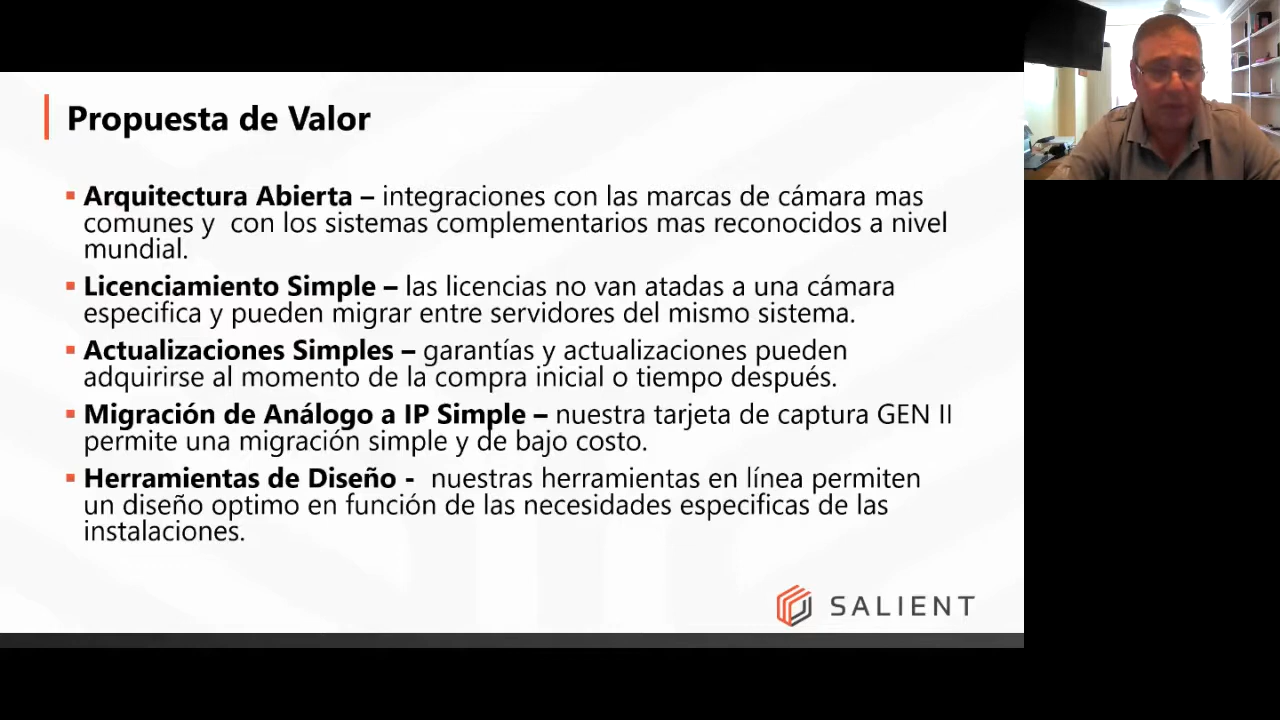 Propuesta de Valor
Arquitectura Abierta – integraciones con las marcas de cámara mas
comunes y  con los sistemas complementarios mas reconocidos a nivel
mundial.
Licenciamiento Simple – las licencias no van atadas a una cámara
especifica y pueden migrar entre servidores del mismo sistema.
Actualizaciones Simples – garantías y actualizaciones pueden
adquirirse al momento de la compra inicial o tiempo después.
Migración de Análogo a IP Simple – nuestra tarjeta de captura GEN II
permite una migración simple y de bajo costo.
Herramientas de Diseño -  nuestras herramientas en línea permiten
un diseño optimo en función de las necesidades especificas de las
instalaciones.
SALIENT